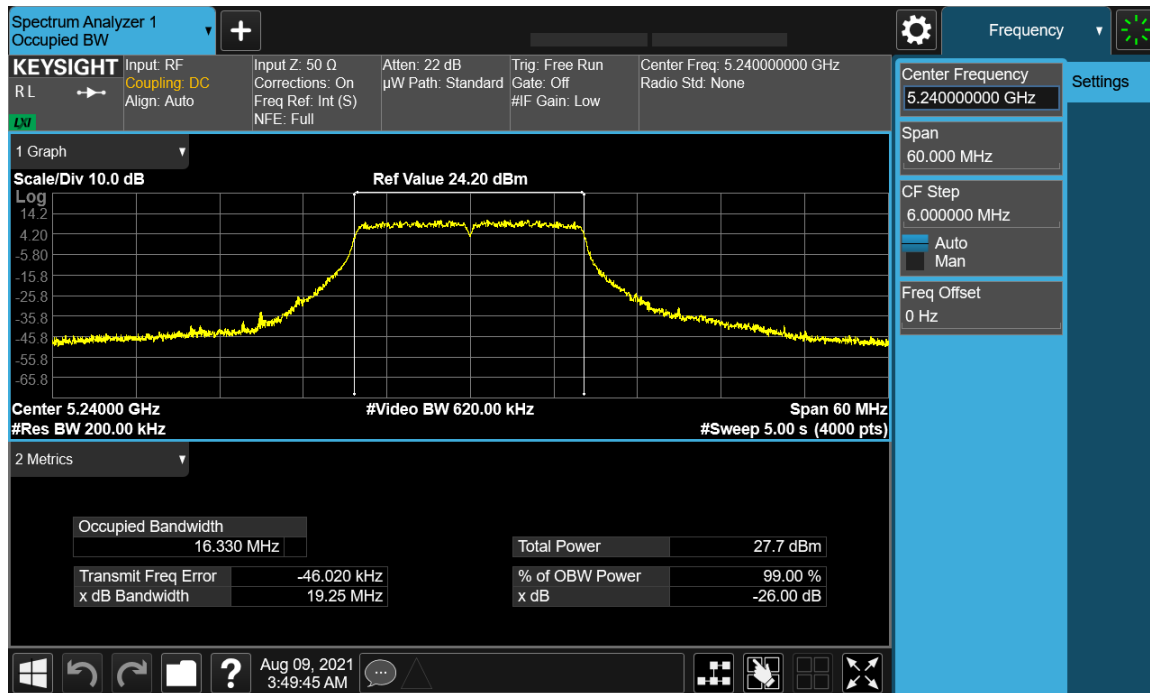 Spectrum Analyzer 1
Occupied BW
+
Frequency
KEYSIGHT
R L
LXI
Input: RF
Coupling: DC
Align: Auto
Input Z: 50 Ω
Corrections: On
Freq Ref: Int (S)
NFE: Full
Atten: 22 dB
µW Path: Standard
Trig: Free Run
Gate: Off
#IF Gain: Low
Center Freq: 5.240000000 GHz
Radio Std: None
Center Frequency
5.240000000 GHz
Settings
Span
60.000 MHz
CF Step
6.000000 MHz
Auto
Man
Freq Offset
0 Hz
1 Graph
Scale/Div 10.0 dB
Ref Value 24.20 dBm
Log
14.2
4.20
-5.80
-15.8
-25.8
-35.8
-45.8
-55.8
-65.8
Center 5.24000 GHz
#Video BW 620.00 kHz
Span 60 MHz
#Res BW 200.00 kHz
#Sweep 5.00 s (4000 pts)
2 Metrics
Occupied Bandwidth
16.330 MHz
Total Power 27.7 dBm
Transmit Freq Error -46.020 kHz
% of OBW Power 99.00 %
x dB Bandwidth 19.25 MHz
x dB -26.00 dB
?
Aug 09, 2021
3:49:45 AM